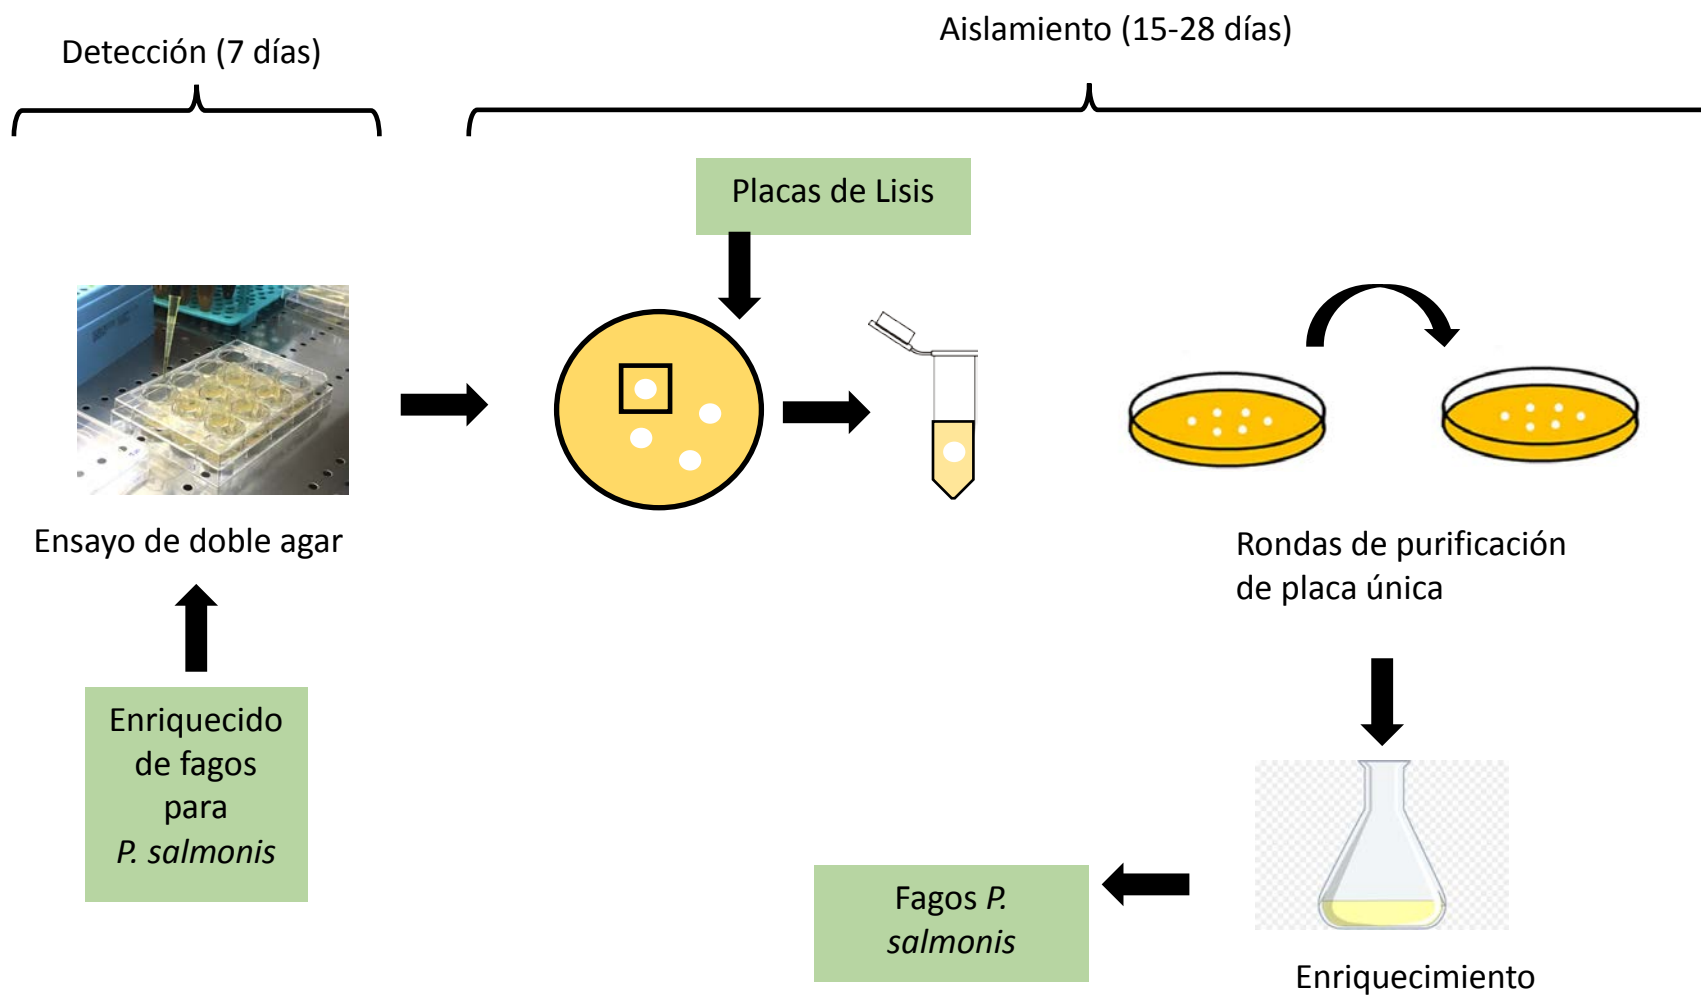 Detección (7 días)
Aislamiento (15-28 días)
Placas de Lisis
Ensayo de doble agar
Enriquecido
de fagos
para
P. salmonis
Rondas de purificación
de placa única
Fagos P.
salmonis
Enriquecimiento